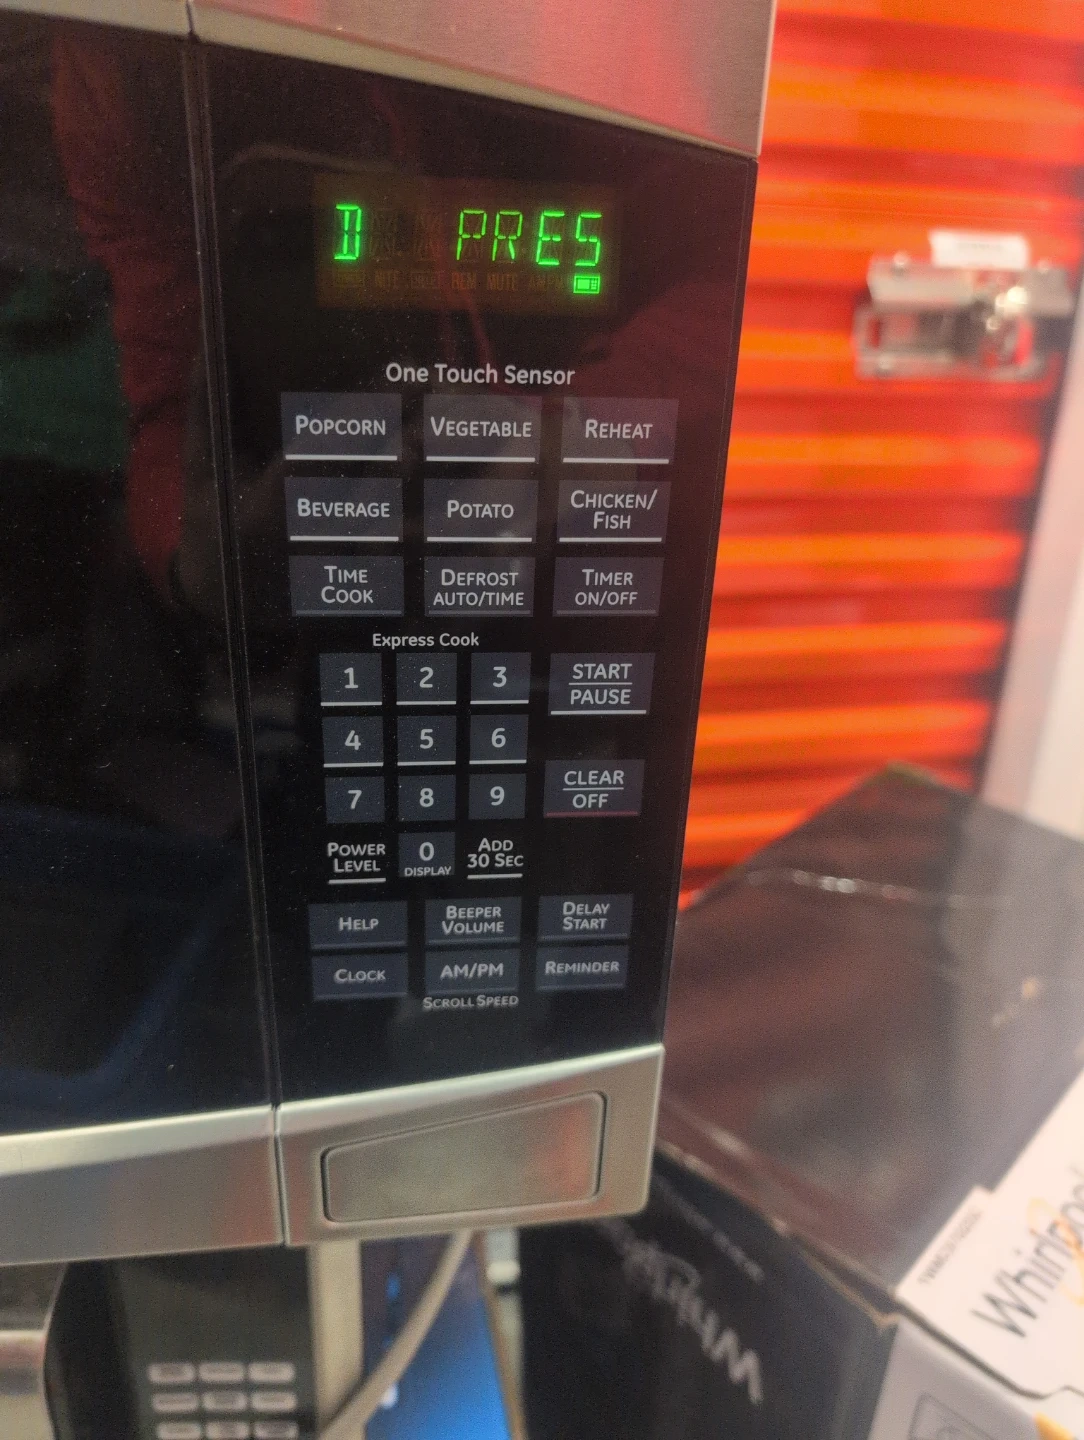 D PRES
MUTE
One Touch Sensor
POPCORN VEGETABLE REHEAT
BEVERAGE POTATO CHICKEN/
FISH
TIME
COOK
DEFROST
AUTO/TIME
TIMER
ON/OFF
Express Cook
1 2 3
START
PAUSE
4 5 6
7 8 9
CLEAR
OFF
POWER
LEVEL
0
DISPLAY
ADD
30 SEC
HELP
BEEPER
VOLUME
DELAY
START
CLOCK AM/PM REMINDER
SCROLL SPEED
Whirlpool